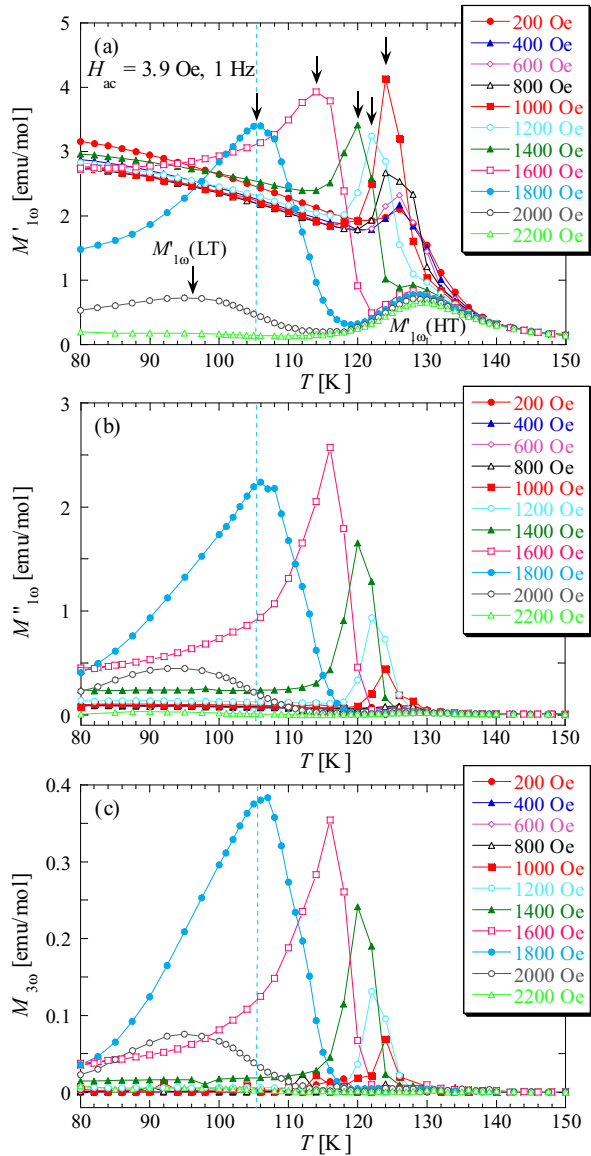 (a)
H_ac = 3.9 Oe, 1 Hz
M'_1ω [emu/mol]
5
4
3
2
1
0
M'_1ω(LT)
M'_1ω(HT)
200 Oe
400 Oe
600 Oe
800 Oe
1000 Oe
1200 Oe
1400 Oe
1600 Oe
1800 Oe
2000 Oe
2200 Oe
80 90 100 110 120 130 140 150
T [K]
(b)
M''_1ω [emu/mol]
3
2
1
0
200 Oe
400 Oe
600 Oe
800 Oe
1000 Oe
1200 Oe
1400 Oe
1600 Oe
1800 Oe
2000 Oe
2200 Oe
80 90 100 110 120 130 140 150
T [K]
(c)
M_3ω [emu/mol]
0.4
0.3
0.2
0.1
0
200 Oe
400 Oe
600 Oe
800 Oe
1000 Oe
1200 Oe
1400 Oe
1600 Oe
1800 Oe
2000 Oe
2200 Oe
80 90 100 110 120 130 140 150
T [K]